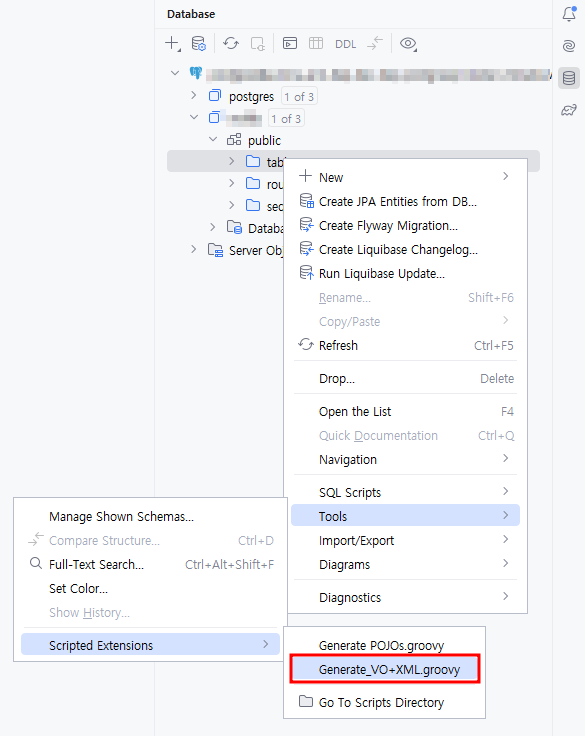 Database
DDL
postgres 1 of 3
1 of 3
public
tab
rou
sec
Databa
Server Obj
New
Create JPA Entities from DB...
Create Flyway Migration...
Create Liquibase Changelog...
Run Liquibase Update...
Rename... Shift+F6
Copy/Paste
Refresh Ctrl+F5
Drop... Delete
Open the List F4
Quick Documentation Ctrl+Q
Navigation
SQL Scripts
Tools
Import/Export
Diagrams
Diagnostics
Manage Shown Schemas...
Compare Structure... Ctrl+D
Full-Text Search... Ctrl+Alt+Shift+F
Set Color...
Show History...
Scripted Extensions
Generate POJOs.groovy
Generate_VO+XML.groovy
Go To Scripts Directory